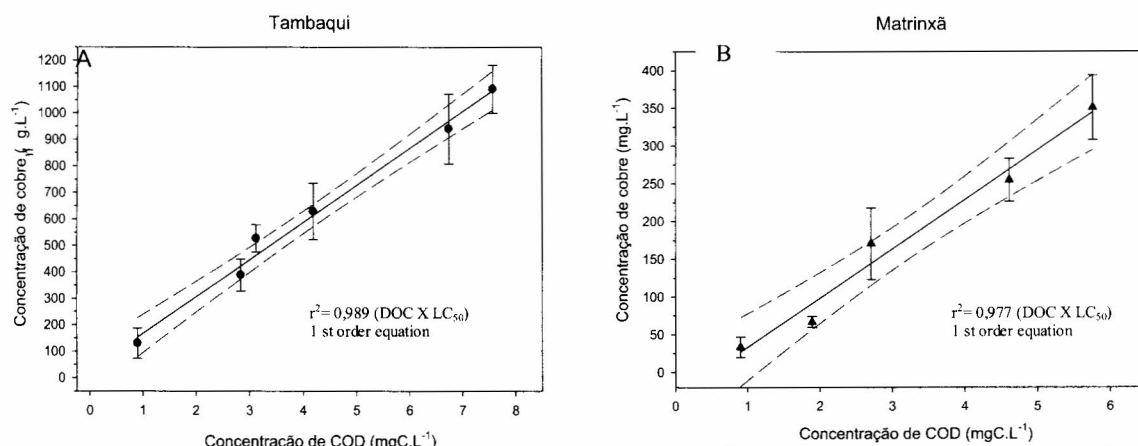 Tambaqui
A
1200
1100
1000
900
800
700
600
500
400
300
200
100
0
Concentração de cobre ( g.L-1)
r²= 0,989 (DOC X LC50)
1 st order equation
0 1 2 3 4 5 6 7 8
Concentração de COD (mgC.L-1)
Matrinxã
B
400
350
300
250
200
150
100
50
0
Concentração de cobre (mg.L-1)
r²= 0,977 (DOC X LC50)
1 st order equation
0 1 2 3 4 5 6
Concentração de COD (mgC.L-1)